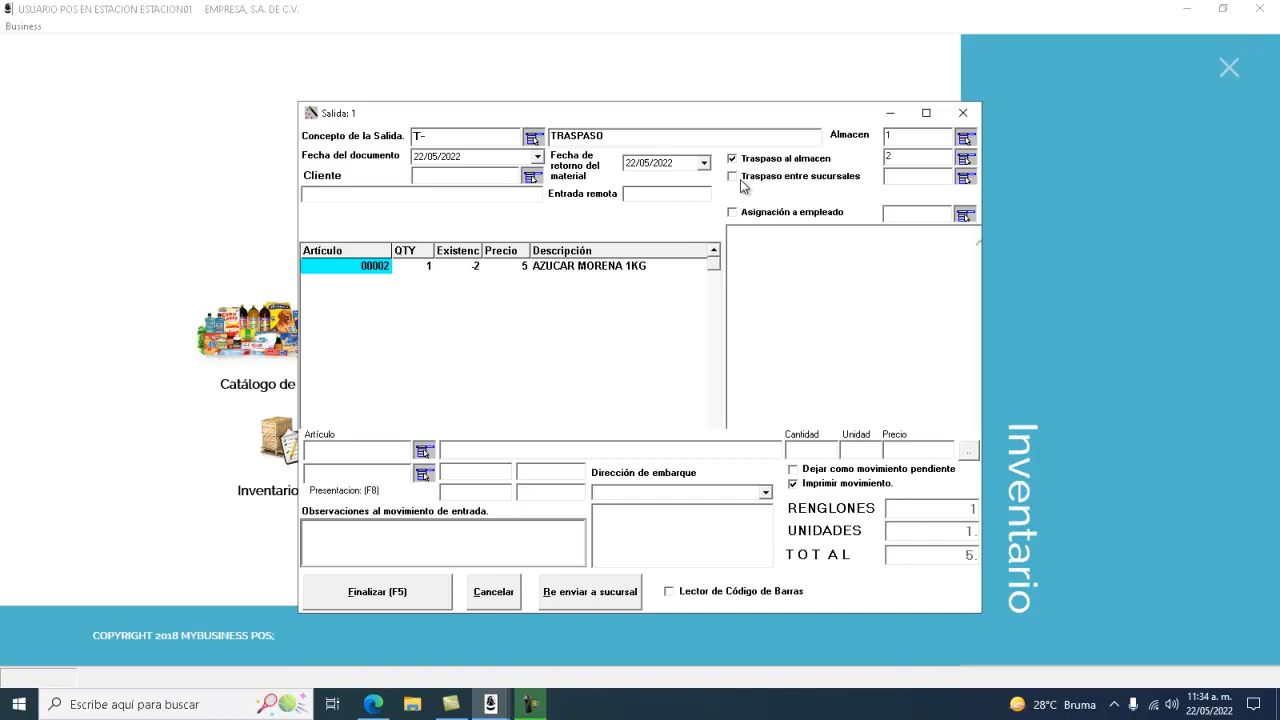 USUARIO POS EN ESTACION ESTACION01 EMPRESA, S.A. DE C.V.
Business
Salida: 1
Concepto de la Salida. T- TRASPASO Almacen 1
Fecha del documento 22/05/2022 Fecha de retorno del material 22/05/2022 Traspaso al almacen 2
Cliente Traspaso entre sucursales
Entrada remota
Asignación a empleado
Artículo QTY Existenc Precio Descripción
00002 1 -2 5 AZUCAR MORENA 1KG
Catálogo de
Inventario
Artículo Cantidad Unidad Precio
..
Dirección de embarque Dejar como movimiento pendiente
Presentacion: (F8) Imprimir movimiento.
Observaciones al movimiento de entrada.
RENGLONES 1
UNIDADES 1.
T O T A L 5.
Finalizar (F5) Cancelar Re enviar a sucursal Lector de Código de Barras
Inventario
COPYRIGHT 2018 MYBUSINESS POS;
Escribe aquí para buscar
28°C Bruma
11:34 a. m.
22/05/2022